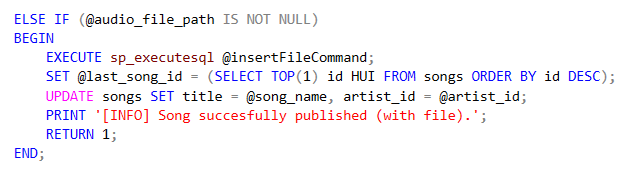 ELSE IF (@audio_file_path IS NOT NULL)
BEGIN
    EXECUTE sp_executesql @insertFileCommand;
    SET @last_song_id = (SELECT TOP(1) id HUI FROM songs ORDER BY id DESC);
    UPDATE songs SET title = @song_name, artist_id = @artist_id;
    PRINT '[INFO] Song succesfully published (with file).';
    RETURN 1;
END;